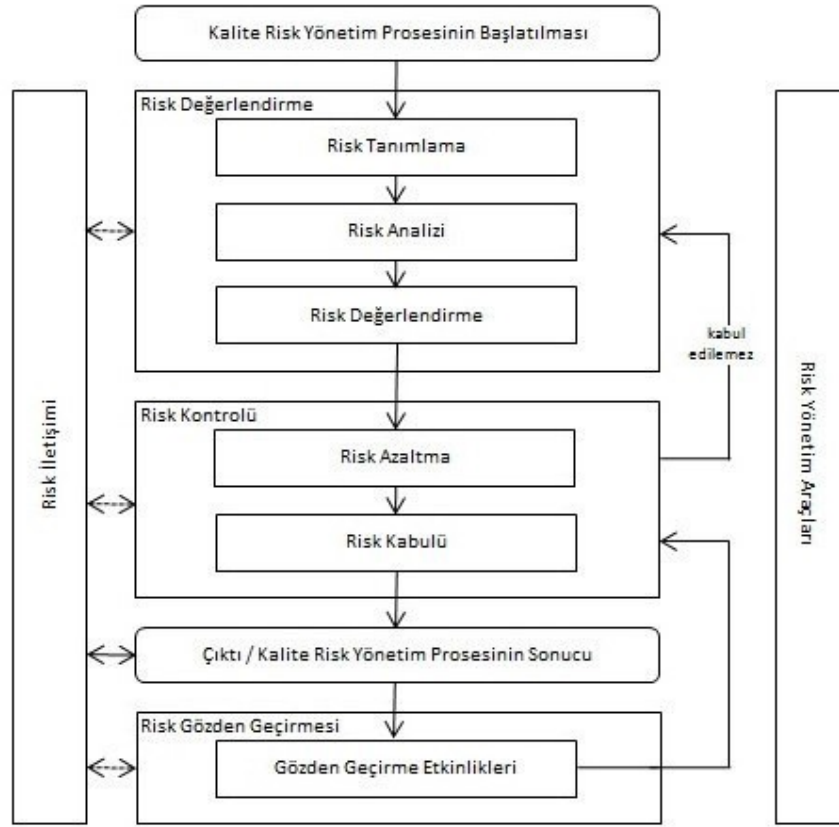 Kalite Risk Yönetim Prosesinin Başlatılması
Risk Değerlendirme
Risk Tanımlama
Risk Analizi
Risk Değerlendirme
kabul
edilemez
Risk Kontrolü
Risk Azaltma
Risk Kabulü
Çıktı / Kalite Risk Yönetim Prosesinin Sonucu
Risk Gözden Geçirmesi
Gözden Geçirme Etkinlikleri
Risk İletişimi
Risk Yönetim Araçları